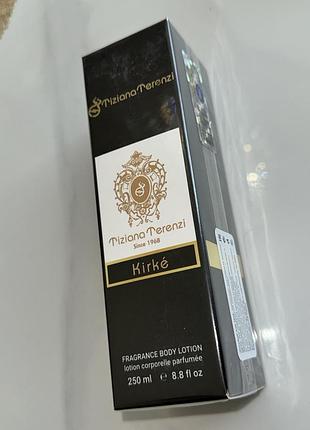 Tiziana Terenzi
Tiziana Terenzi
Since 1968
Kirké
FRAGRANCE BODY LOTION
lotion corporelle parfumée
250 ml ℮ 8.8 fl oz